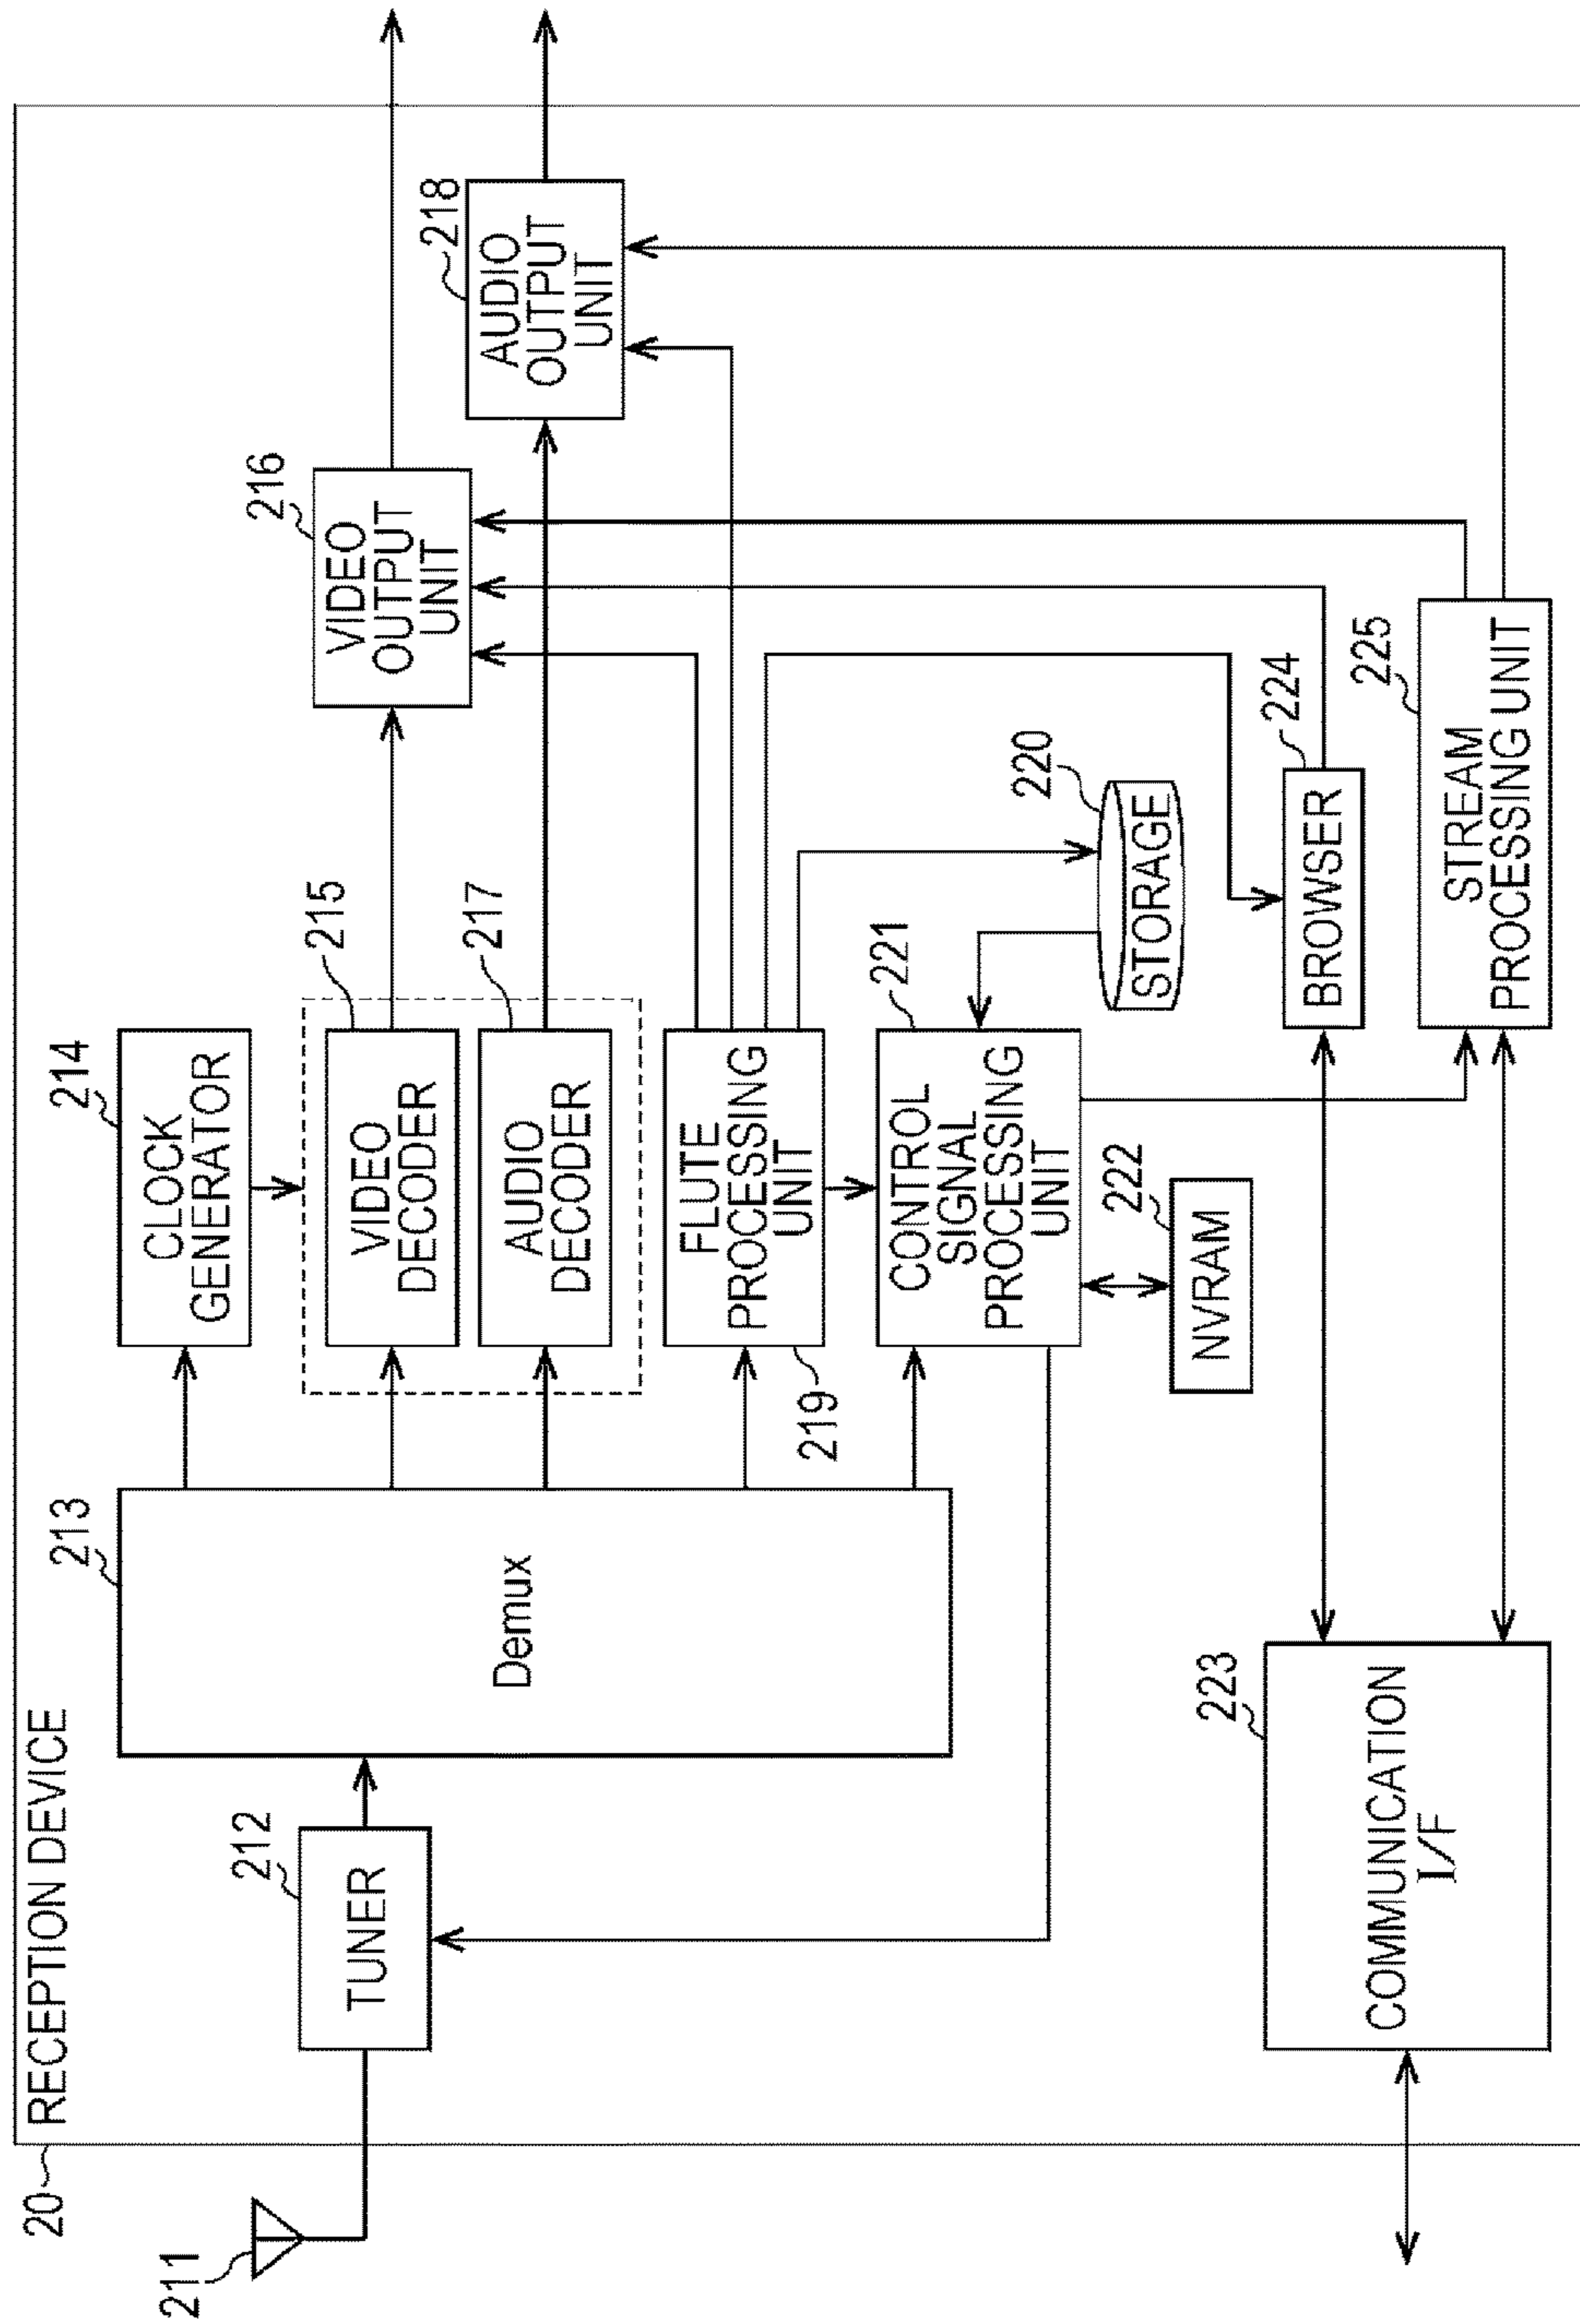 20
RECEPTION DEVICE
211
212
TUNER
213
Demux
214
CLOCK
GENERATOR
215
VIDEO
DECODER
217
AUDIO
DECODER
216
VIDEO
OUTPUT
UNIT
218
AUDIO
OUTPUT
UNIT
219
FLUTE
PROCESSING
UNIT
221
CONTROL
SIGNAL
PROCESSING
UNIT
220
STORAGE
222
NVRAM
223
COMMUNICATION
I/F
224
BROWSER
225
STREAM
PROCESSING UNIT